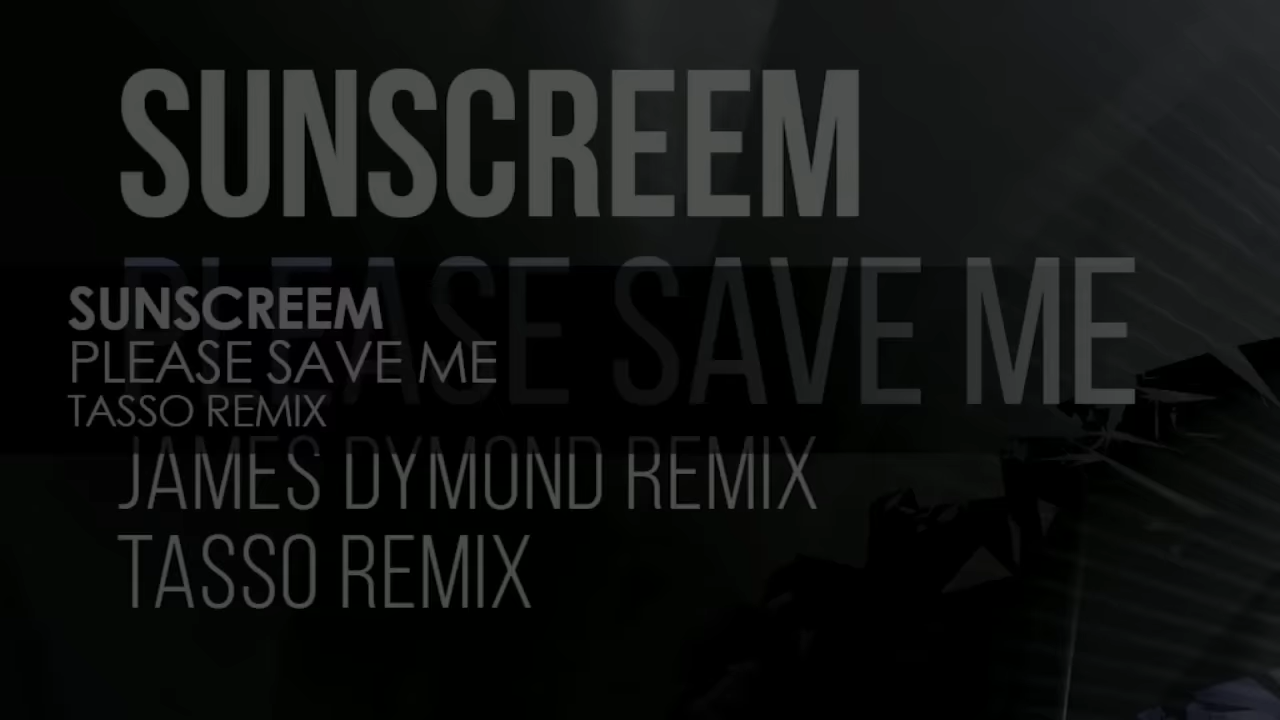 SUNSCREEM
PLEASE SAVE ME
SUNSCREEM
PLEASE SAVE ME
TASSO REMIX
JAMES DYMOND REMIX
TASSO REMIX